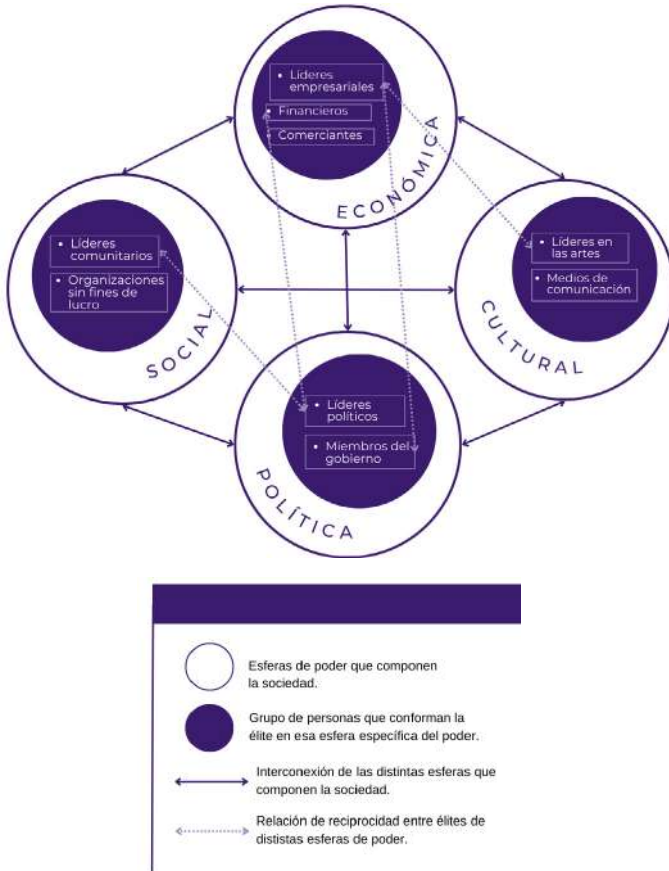 • Líderes
empresariales
• Financieros
• Comerciantes
ECONÓMICA
• Líderes
comunitarios
• Organizaciones
sin fines de
lucro
SOCIAL
• Líderes en
las artes
• Medios de
comunicación
CULTURAL
• Líderes
políticos
• Miembros del
gobierno
POLÍTICA
Esferas de poder que componen
la sociedad.
Grupo de personas que conforman la
élite en esa esfera específica del poder.
Interconexión de las distintas esferas que
componen la sociedad.
Relación de reciprocidad entre élites de
dististas esferas de poder.